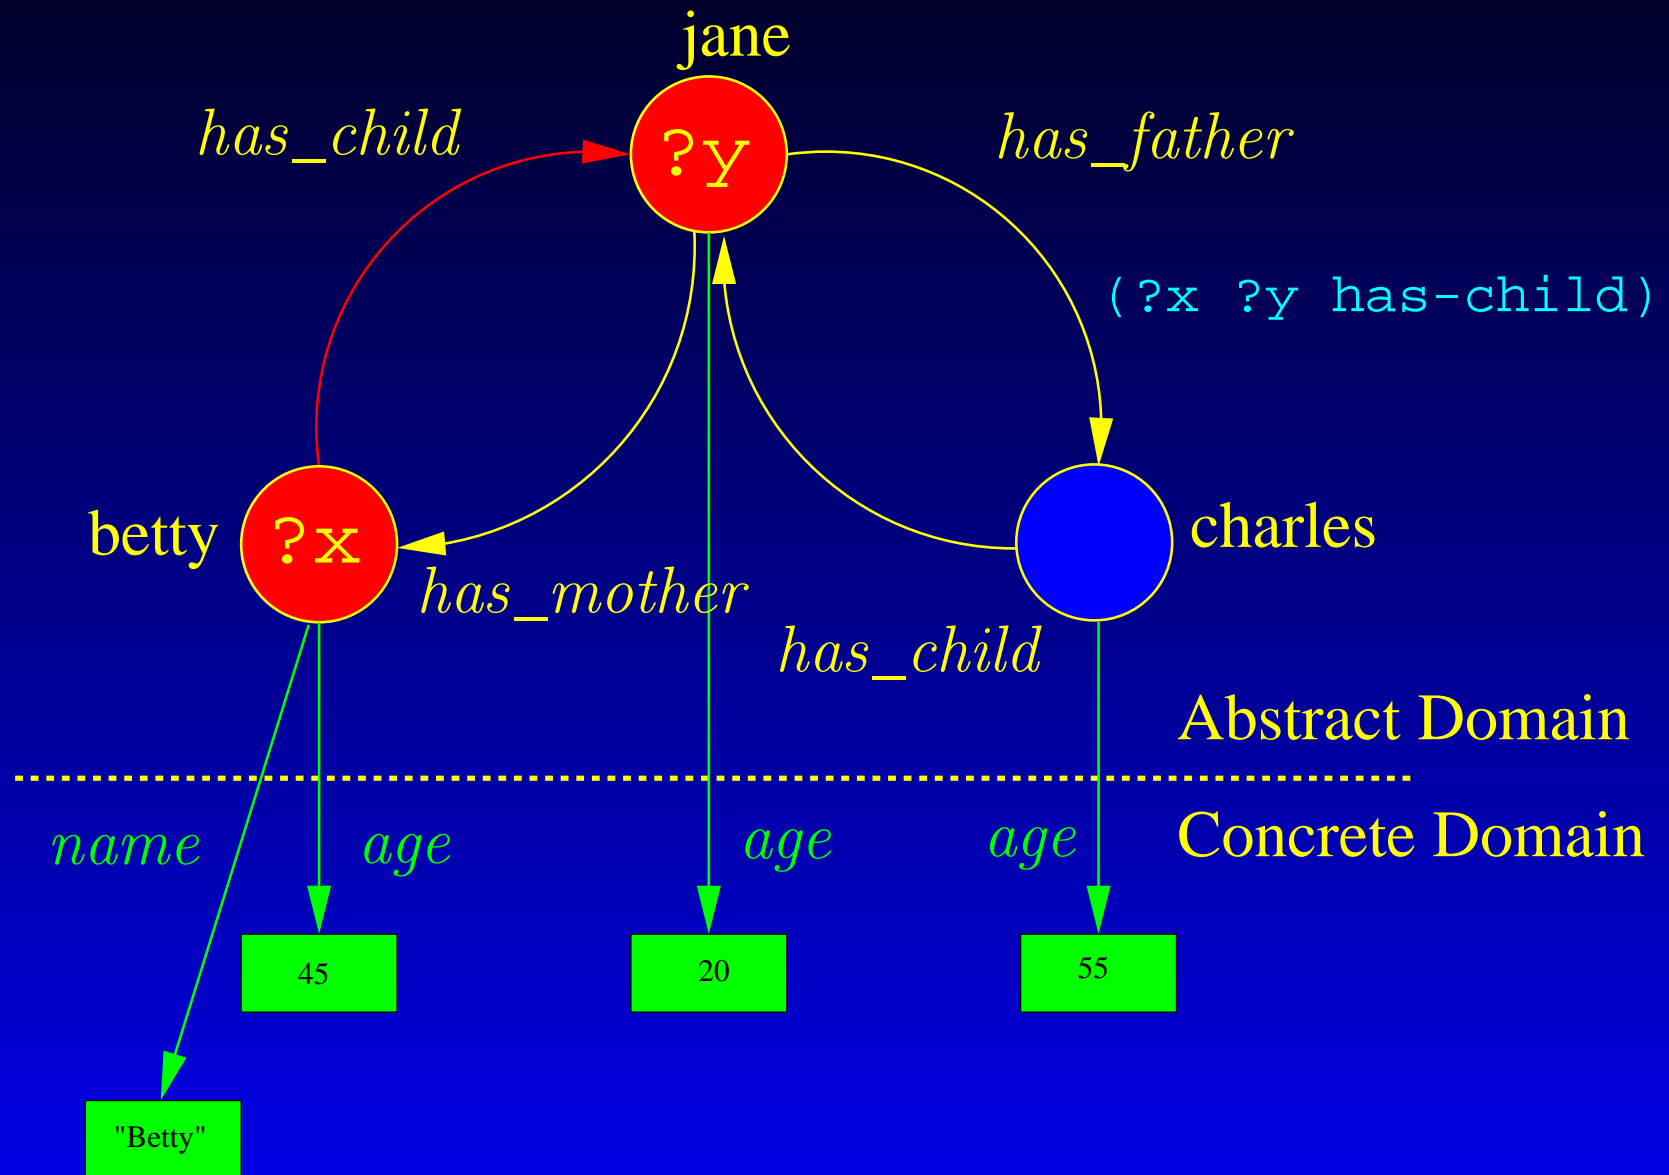 jane
has_child
?y
has_father
(?x ?y has-child)
betty
?x
charles
has_mother
has_child
Abstract Domain
name
age
age
age
Concrete Domain
45
20
55
"Betty"